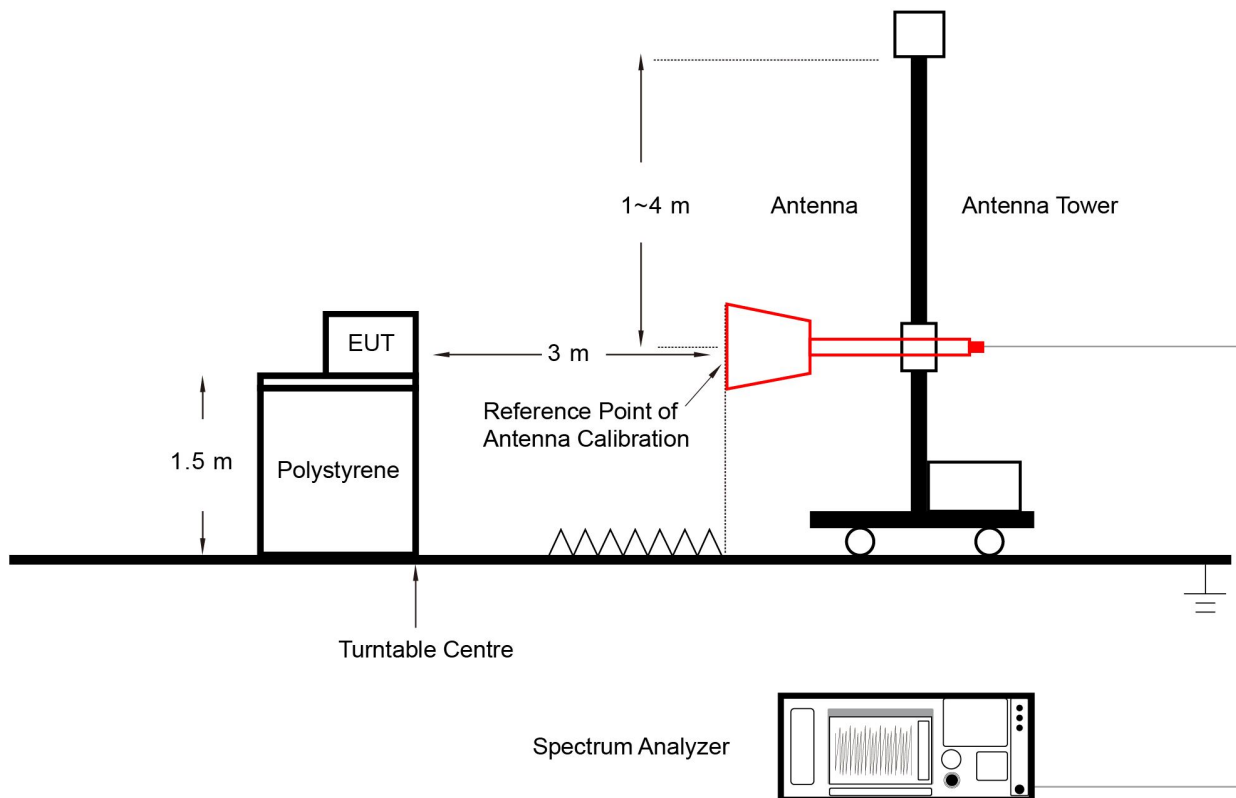 1~4 m
Antenna
Antenna Tower
EUT
3 m
Reference Point of
Antenna Calibration
1.5 m
Polystyrene
Turntable Centre
Spectrum Analyzer